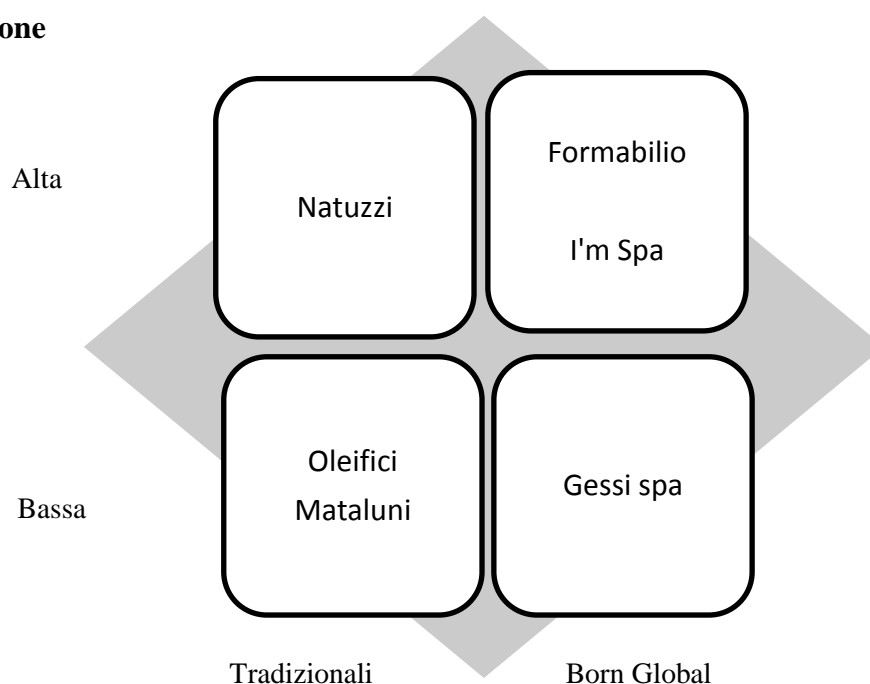 one
Alta
Natuzzi
Formabilio
I'm Spa
Bassa
Oleifici
Mataluni
Gessi spa
Tradizionali
Born Global